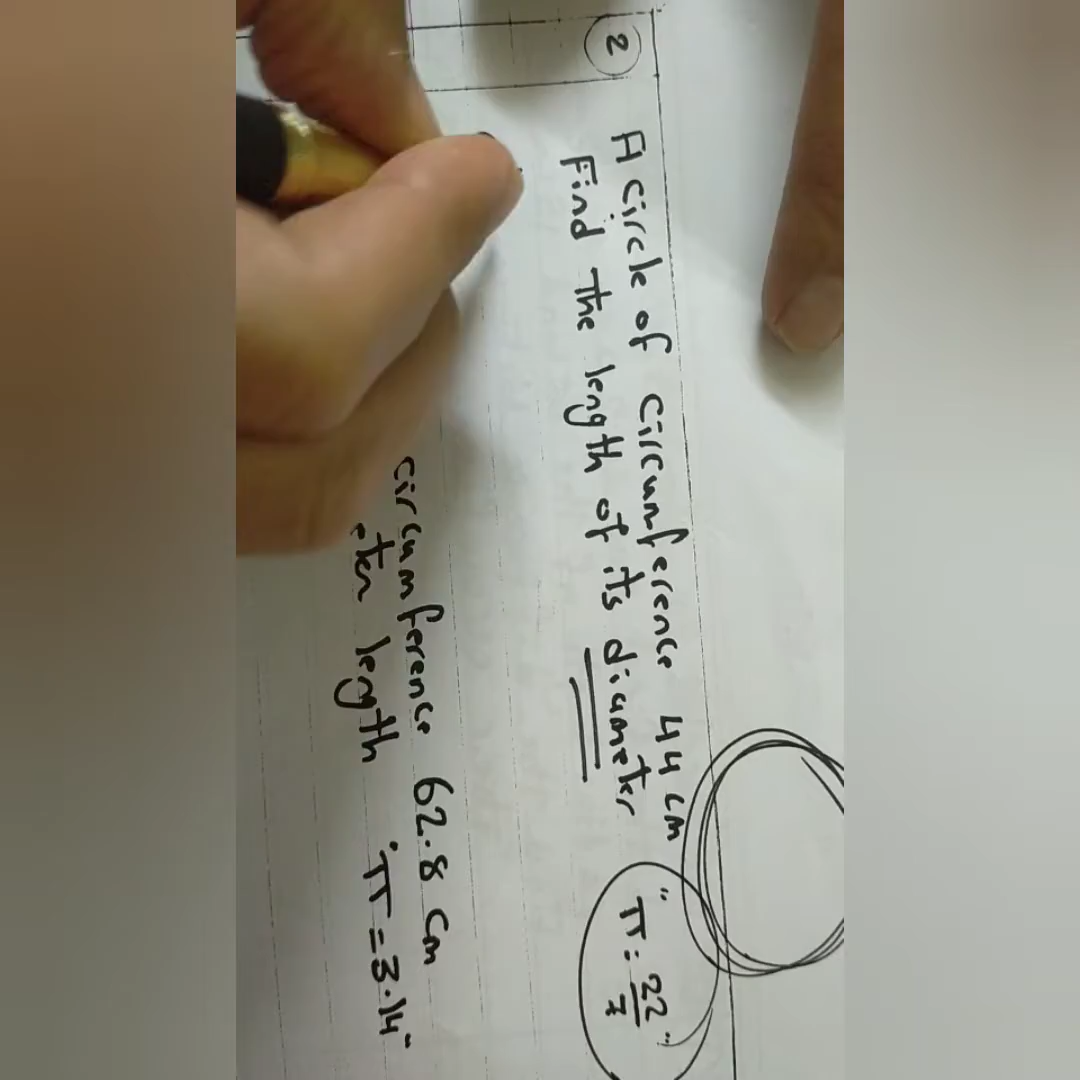 2
A circle of circumference 44 cm "π = 22/7"
Find the length of its diameter
circumference 62.8 cm
length "π = 3.14"